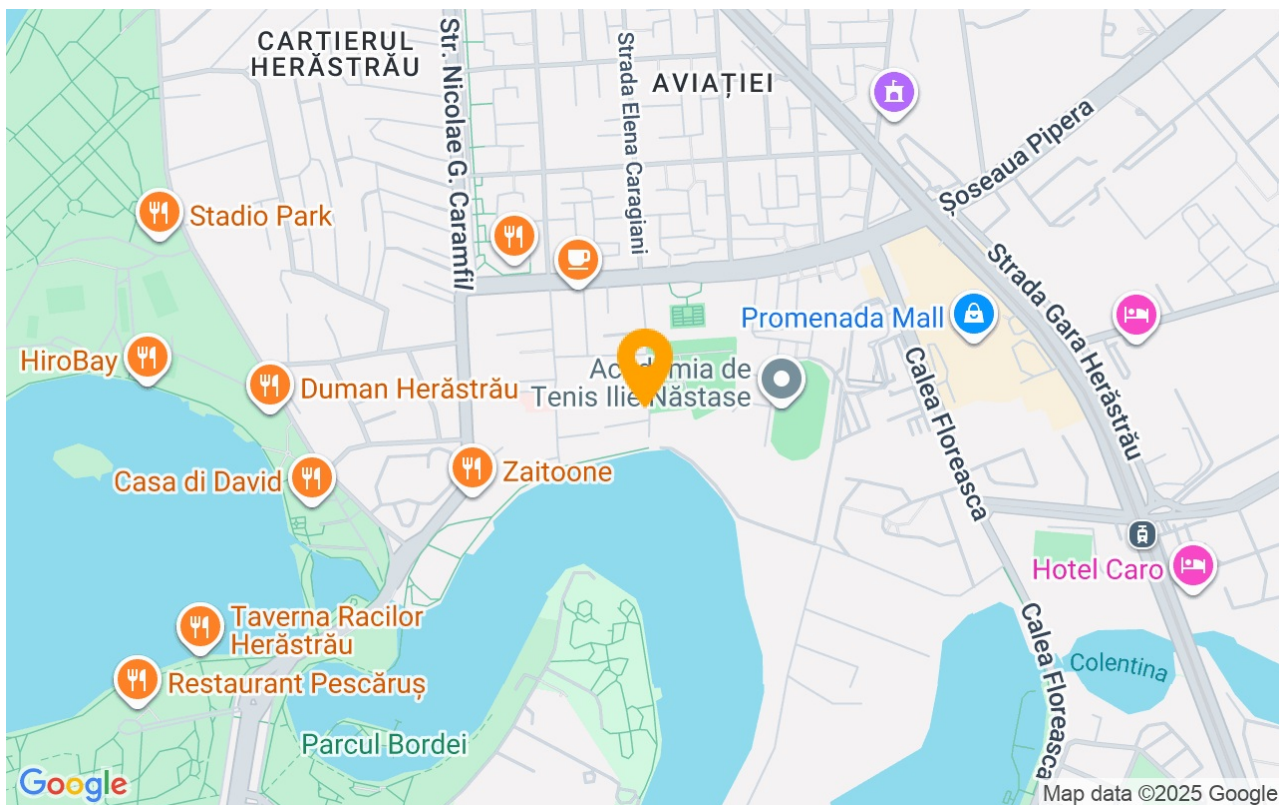 CARTIERUL
HERĂSTRĂU
Str. Nicolae G. Caramfil
Strada Elena Caragiani
AVIAȚIEI
Șoseaua Pipera
Stadio Park
Strada Gara Herăstrău
Promenada Mall
HiroBay
Duman Herăstrău
Academia de
Tenis Ilie Năstase
Calea Floreasca
Casa di David
Zaitoone
Hotel Caro
Taverna Racilor
Herăstrău
Restaurant Pescăruș
Calea Floreasca
Colentina
Parcul Bordei
Google
Map data ©2025 Google